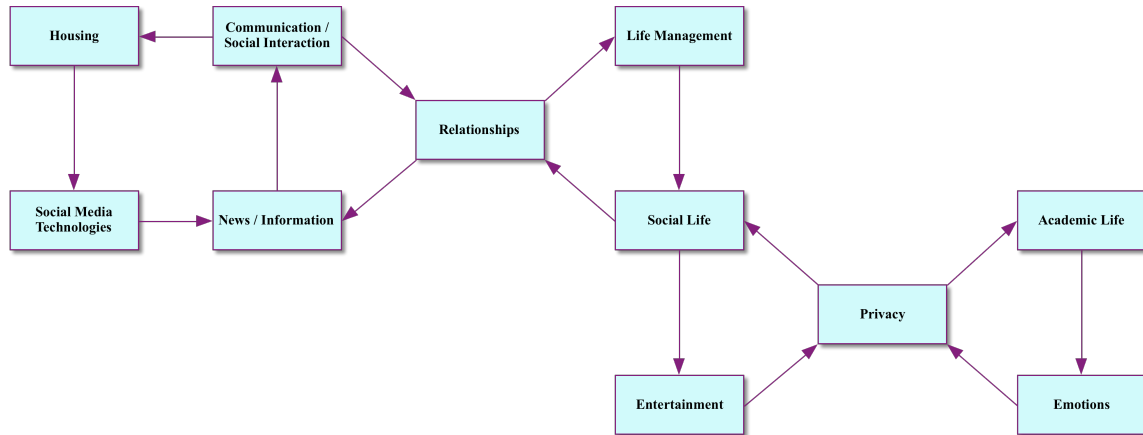 Housing
Communication /
Social Interaction
Life Management
Relationships
Social Media
Technologies
News / Information
Social Life
Academic Life
Privacy
Entertainment
Emotions